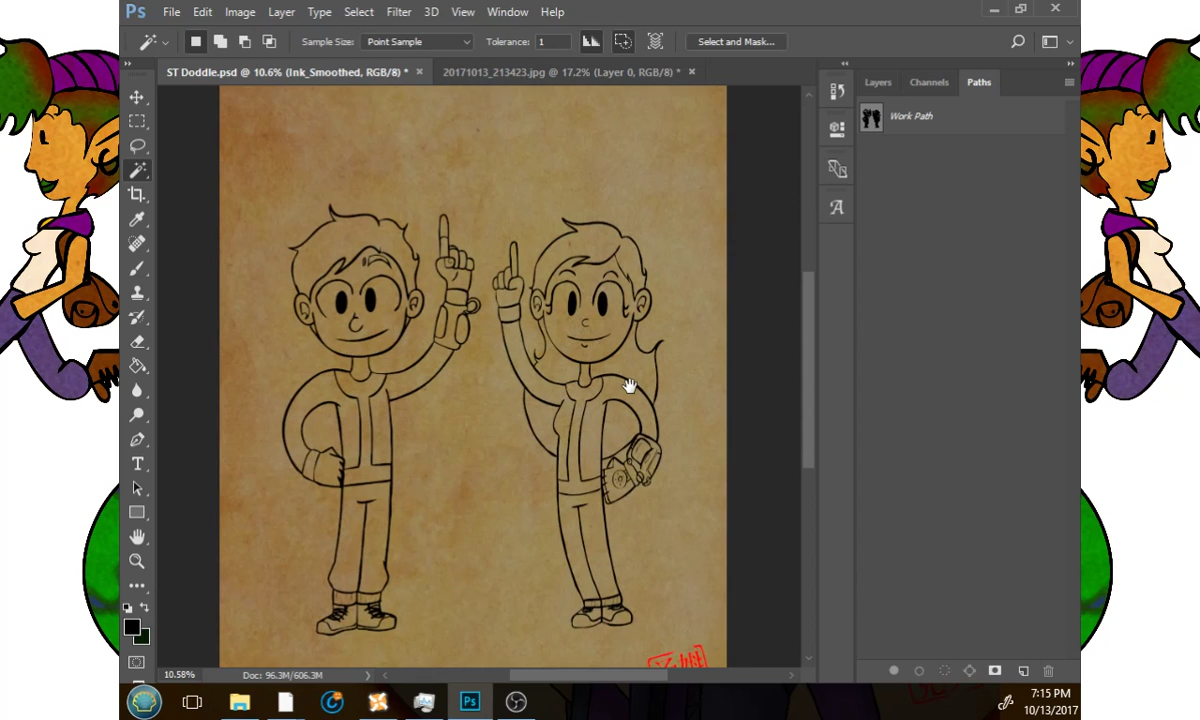 Ps File Edit Image Layer Type Select Filter 3D View Window Help
Sample Size: Point Sample Tolerance: 1 Select and Mask...
ST Doddle.psd @ 10.6% (Ink_Smoothed, RGB/8) * × 20171013_213423.jpg @ 17.2% (Layer 0, RGB/8) * ×
Layers Channels Paths
Work Path
10.58% Doc: 96.3M/606.3M
Ps
7:15 PM
10/13/2017